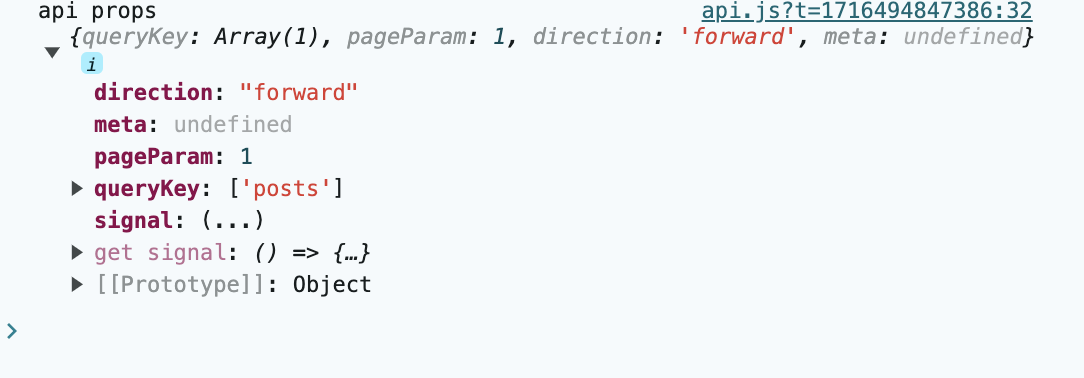 api props api.js?t=1716494847386:32
{queryKey: Array(1), pageParam: 1, direction: 'forward', meta: undefined}
i
direction: "forward"
meta: undefined
pageParam: 1
queryKey: ['posts']
signal: (...)
get signal: () => {…}
[[Prototype]]: Object